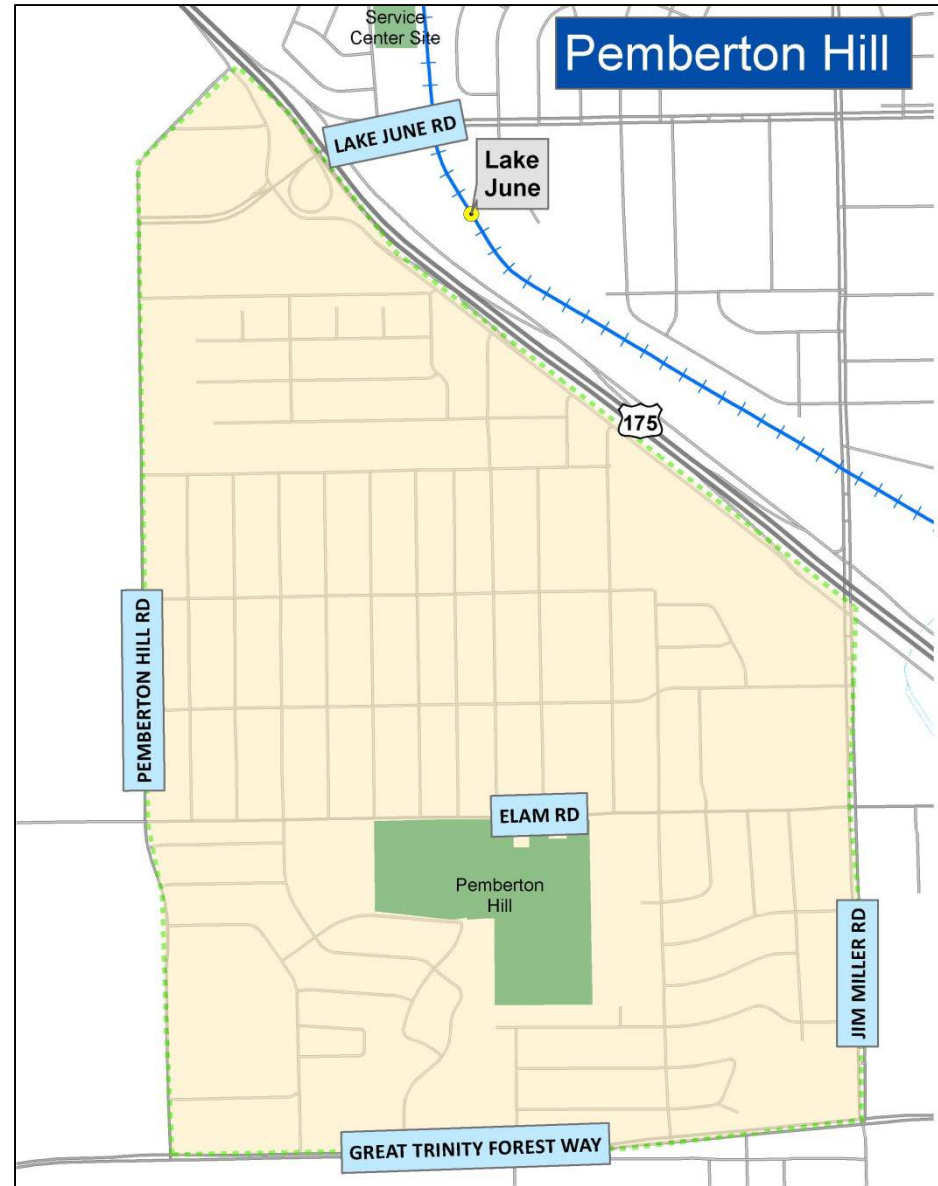 Service
Center Site
Pemberton Hill
LAKE JUNE RD
Lake
June
175
PEMBERTON HILL RD
ELAM RD
Pemberton
Hill
JIM MILLER RD
GREAT TRINITY FOREST WAY